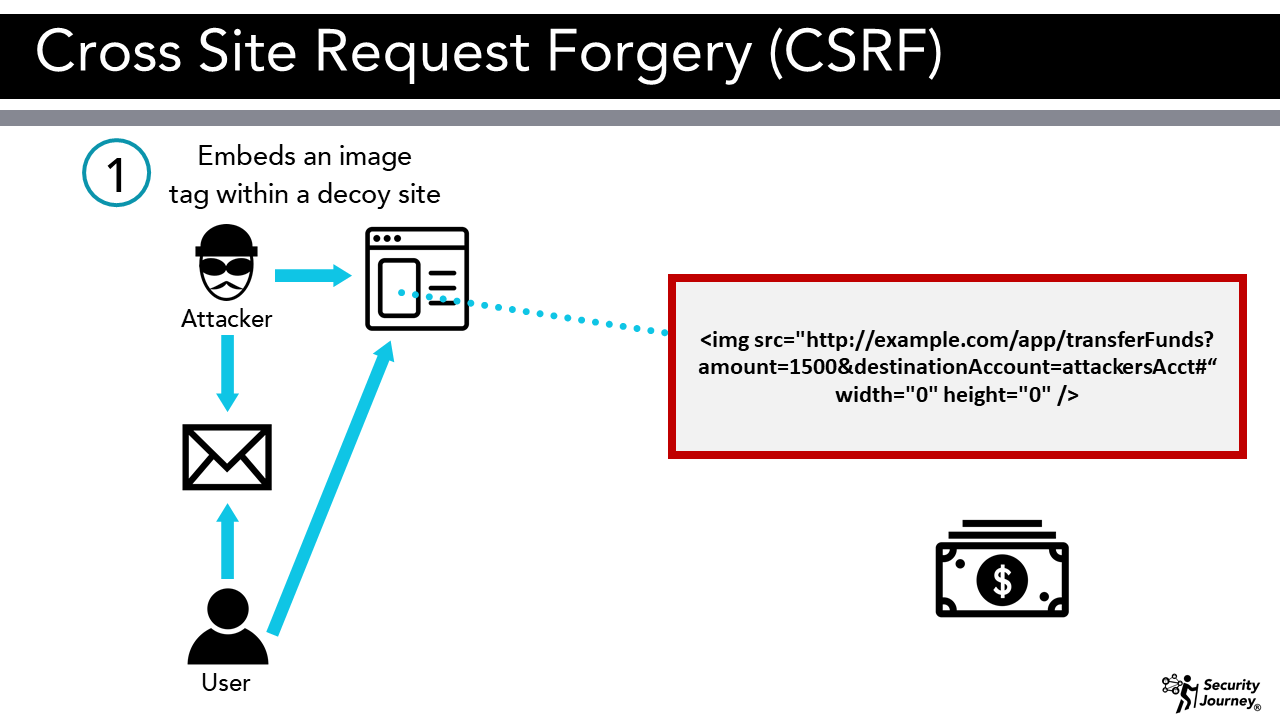 Cross Site Request Forgery (CSRF)
1
Embeds an image
tag within a decoy site
Attacker
<img src="http://example.com/app/transferFunds?
amount=1500&destinationAccount=attackersAcct#“
width="0" height="0" />
$
User
Security
Journey®